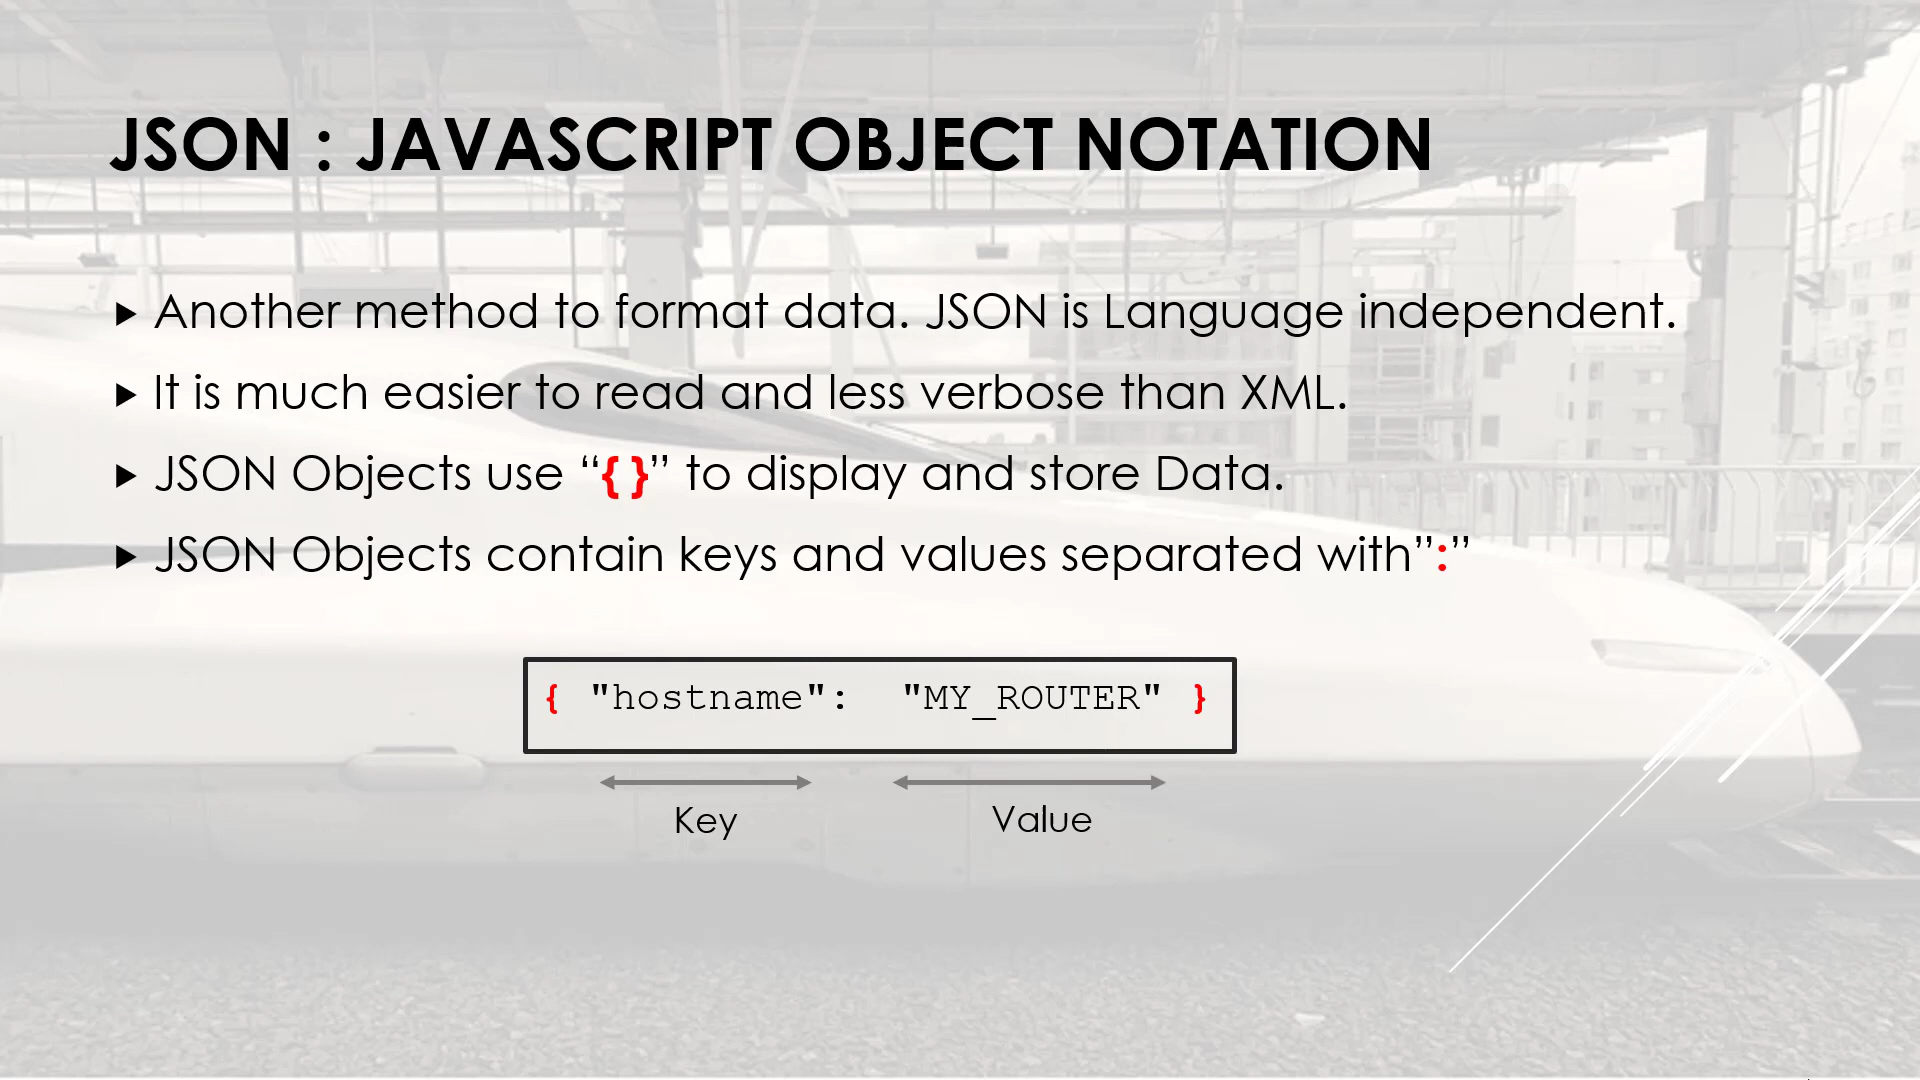 JSON : JAVASCRIPT OBJECT NOTATION
Another method to format data. JSON is Language independent.
It is much easier to read and less verbose than XML.
JSON Objects use “{ }” to display and store Data.
JSON Objects contain keys and values separated with”:”
{ "hostname":  "MY_ROUTER" }
Key Value